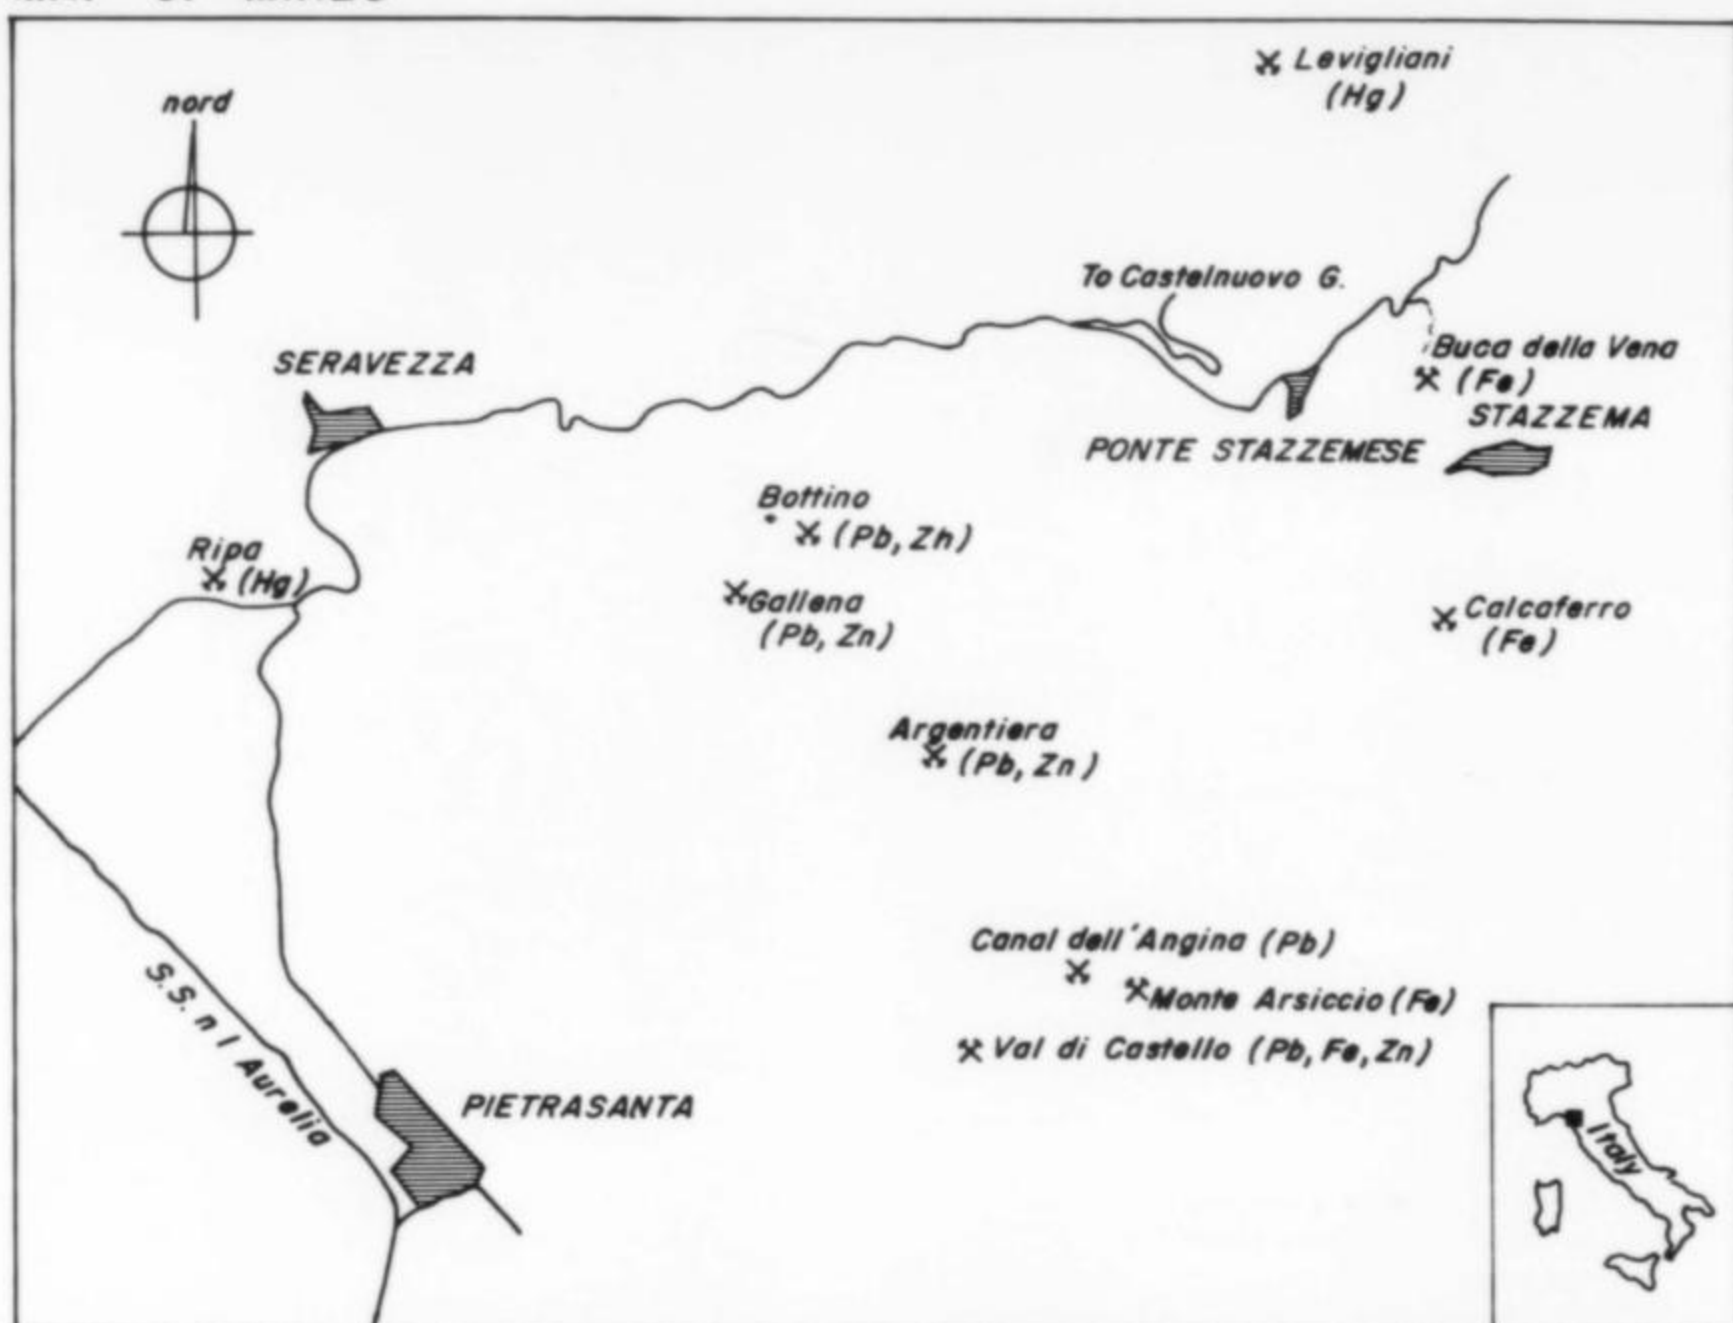 Levigliani
(Hg)
nord
To Castelnuovo G.
Buca della Vena
(Fe)
SERAVEZZA
STAZZEMA
PONTE STAZZEMESE
Bottino
(Pb, Zh)
Ripa
(Hg)
Gallena
(Pb, Zn)
Calcaferro
(Fe)
Argentiera
(Pb, Zn)
Canal dell'Angina (Pb)
Monte Arsiccio (Fe)
Val di Castello (Pb, Fe, Zn)
S.S. n 1 Aurelia
PIETRASANTA
Italy